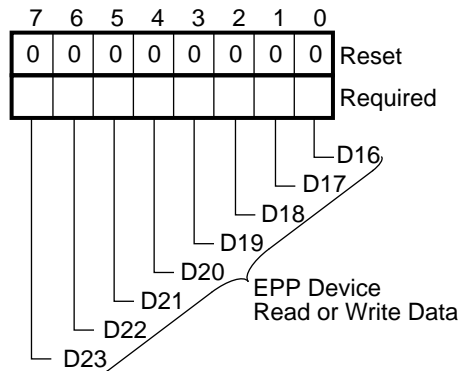 7 6 5 4 3 2 1 0
0 0 0 0 0 0 0 0 Reset
Required
D16
D17
D18
D19
D20
D21
D22
D23
EPP Device
Read or Write Data